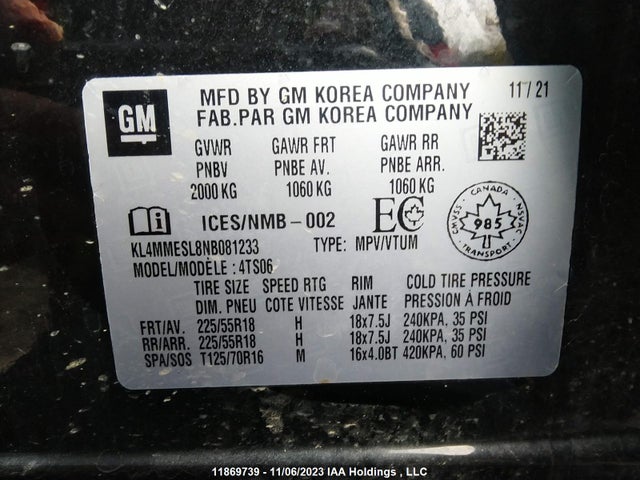 GM
MFD BY GM KOREA COMPANY 11/21
FAB.PAR GM KOREA COMPANY
GVWR GAWR FRT GAWR RR
PNBV PNBE AV. PNBE ARR.
2000 KG 1060 KG 1060 KG
i ICES/NMB-002 EC
CANADA
CMVSS 985 NSVAC
TRANSPORT
KL4MMESL8NB081233 TYPE: MPV/VTUM
MODEL/MODÈLE: 4TS06
TIRE SIZE SPEED RTG RIM COLD TIRE PRESSURE
DIM. PNEU COTE VITESSE JANTE PRESSION À FROID
FRT/AV. 225/55R18 H 18x7.5J 240KPA, 35 PSI
RR/ARR. 225/55R18 H 18x7.5J 240KPA, 35 PSI
SPA/SOS T125/70R16 M 16x4.0BT 420KPA, 60 PSI
11869739 - 11/06/2023 IAA Holdings , LLC